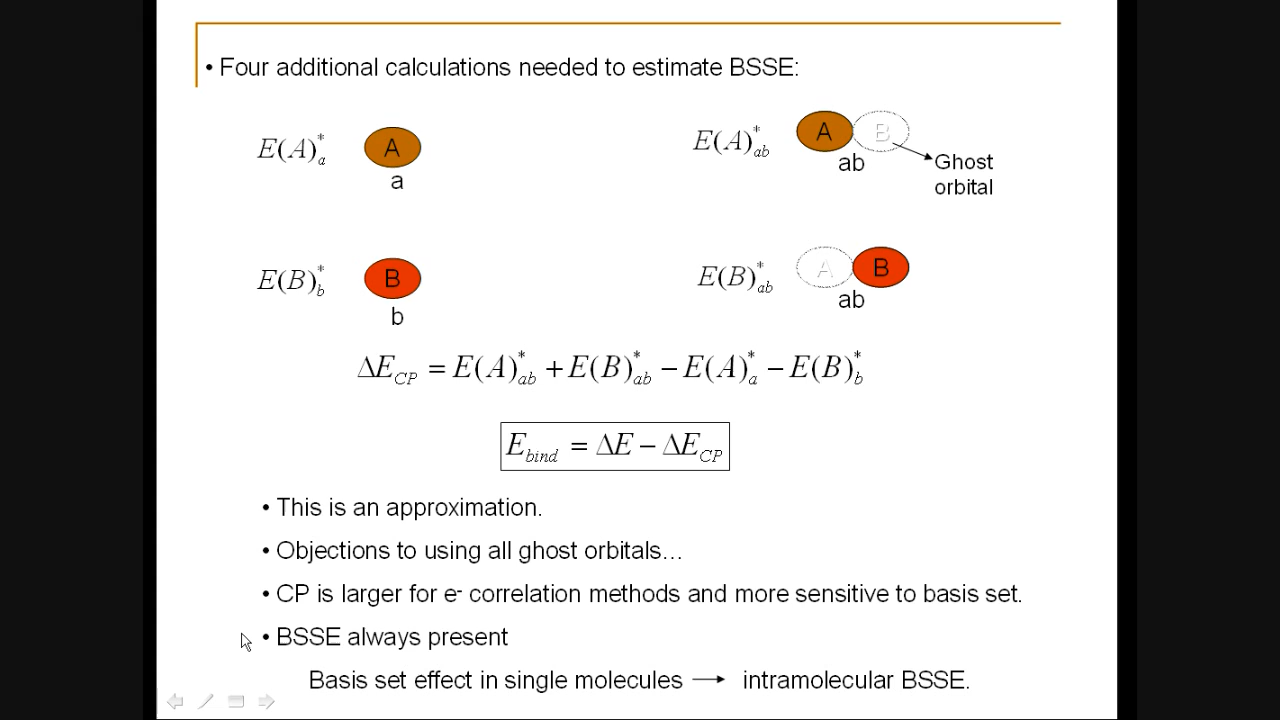 • Four additional calculations needed to estimate BSSE:
E(A)*a A E(A)*ab A B
a ab Ghost
orbital
E(B)*b B E(B)*ab A B
b ab
ΔE_CP = E(A)*ab + E(B)*ab − E(A)*a − E(B)*b
E_bind = ΔE − ΔE_CP
• This is an approximation.
• Objections to using all ghost orbitals...
• CP is larger for e⁻ correlation methods and more sensitive to basis set.
• BSSE always present
Basis set effect in single molecules → intramolecular BSSE.